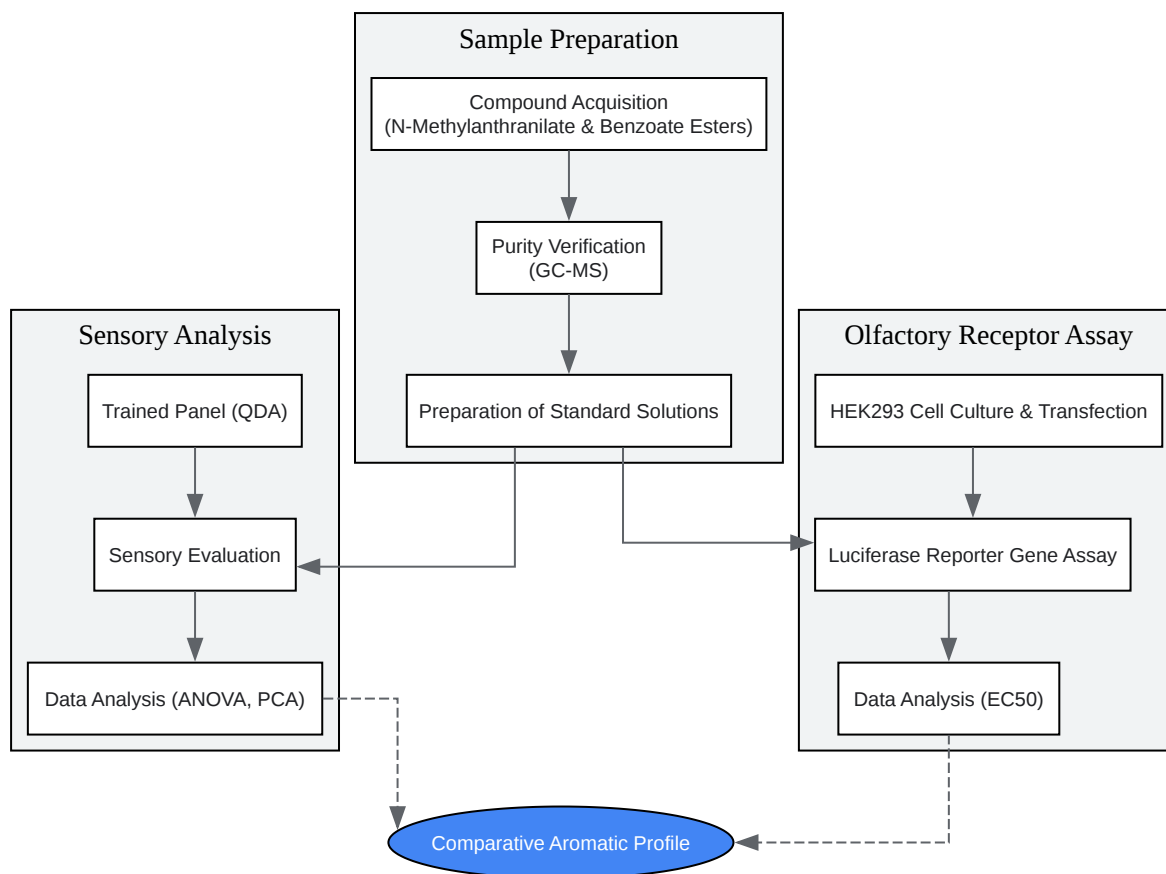 Sample Preparation
Compound Acquisition
(N-Methylanthranilate & Benzoate Esters)
Purity Verification
(GC-MS)
Preparation of Standard Solutions
Sensory Analysis
Trained Panel (QDA)
Sensory Evaluation
Data Analysis (ANOVA, PCA)
Olfactory Receptor Assay
HEK293 Cell Culture & Transfection
Luciferase Reporter Gene Assay
Data Analysis (EC50)
Comparative Aromatic Profile